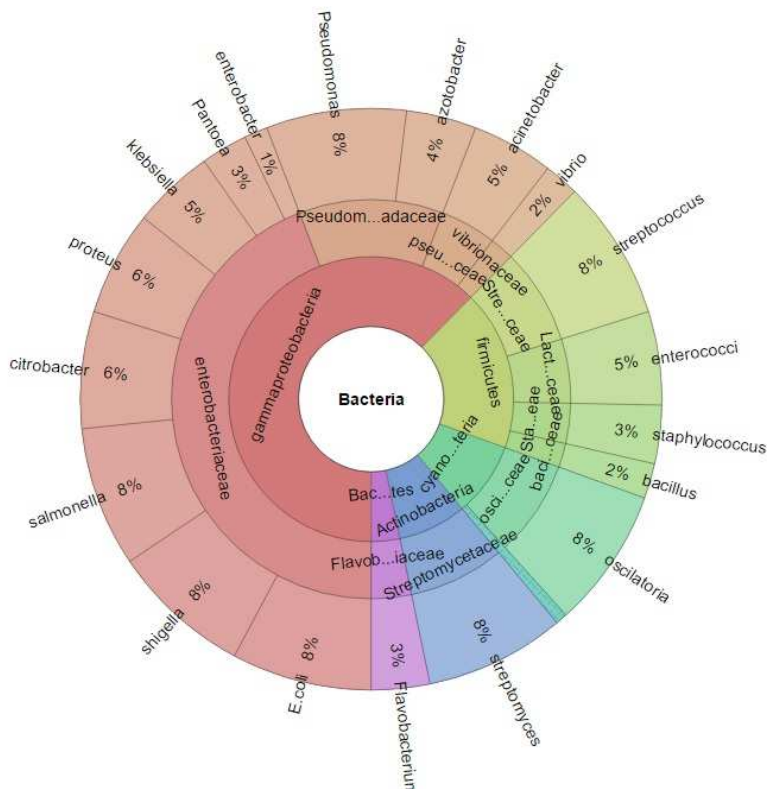 Bacteria
gammaproteobacteria
firmicutes
cyano...teria
Actinobacteria
Bac...tes
enterobacteriaceae
Pseudom...adaceae
pseu...ceae
vibrionaceae
Stre...ceae
Lact...ceae
Sta...eae
baci...ceae
osci...ceae
Streptomycetaceae
Flavob...iaceae
Pseudomonas
8%
azotobacter
4%
acinetobacter
5%
vibrio
2%
streptococcus
8%
enterococci
5%
staphylococcus
3%
bacillus
2%
oscilatoria
8%
streptomyces
8%
Flavobacterium
3%
E.coli
8%
shigella
8%
salmonella
8%
citrobacter
6%
proteus
6%
klebsiella
5%
Pantoea
3%
enterobacter
1%